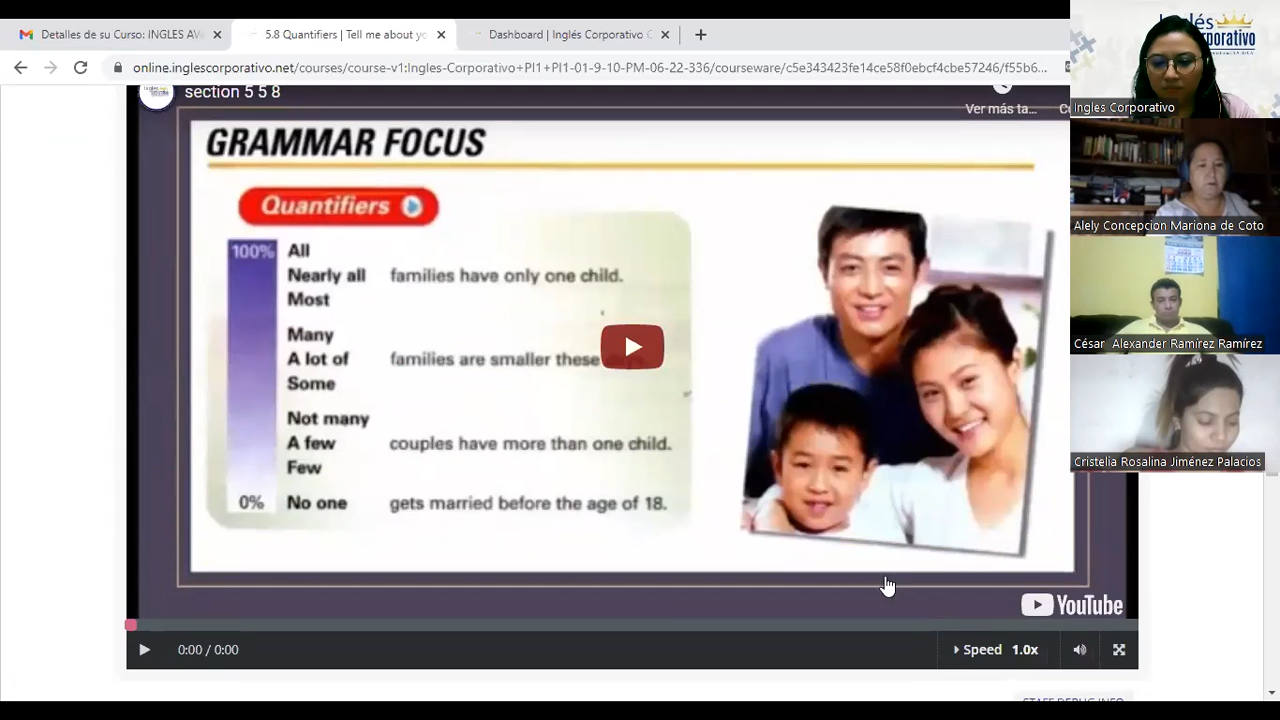 Detalles de su Curso: INGLES AV
5.8 Quantifiers | Tell me about yo
Dashboard | Inglés Corporativo C
online.inglescorporativo.net/courses/course-v1:Ingles-Corporativo+PI1+PI1-01-9-10-PM-06-22-336/courseware/c5e343423fe14ce58f0ebcf4cbe57246/f55b6...
section 5 5 8
Ver más ta...
GRAMMAR FOCUS
Quantifiers
100%
All
Nearly all families have only one child.
Most
Many
A lot of families are smaller these
Some
Not many
A few couples have more than one child.
Few
0% No one gets married before the age of 18.
YouTube
0:00 / 0:00
Speed 1.0x
STAFF DEBUG INFO
Inglés
Corporativo
Ingles Corporativo
Alely Concepcion Mariona de Coto
César Alexander Ramírez Ramírez
Cristelia Rosalina Jiménez Palacios